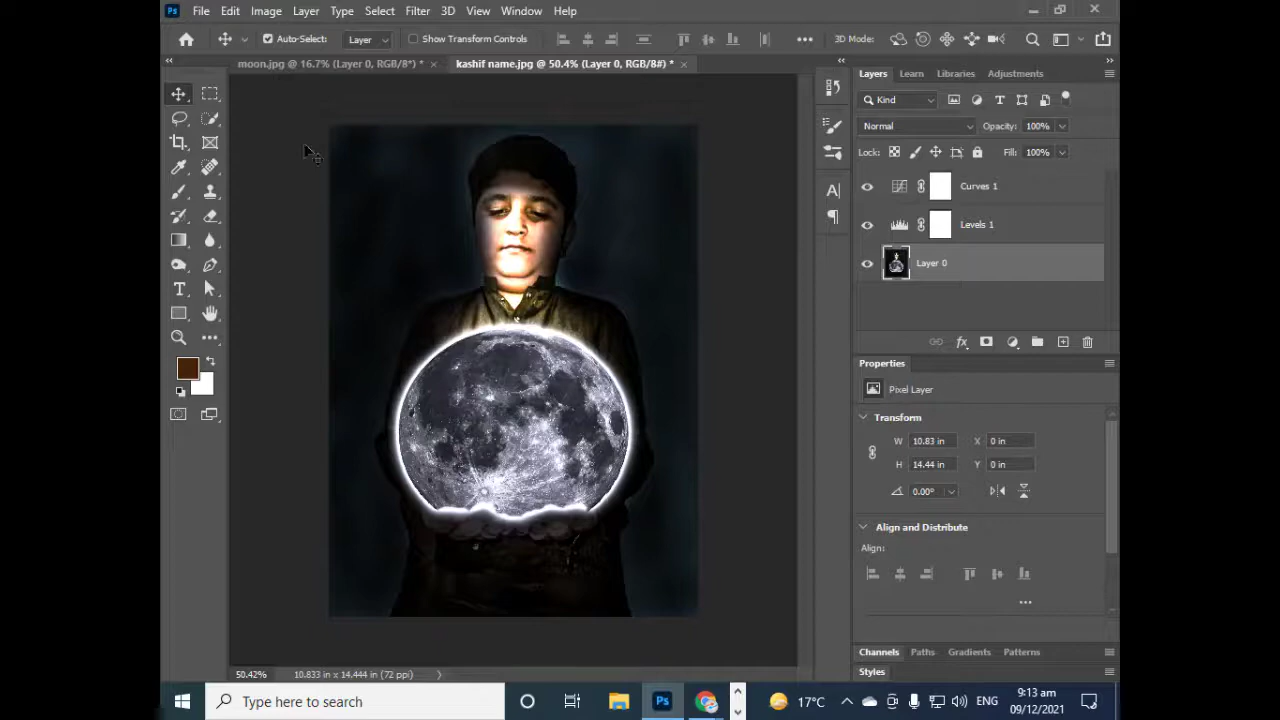 Ps File Edit Image Layer Type Select Filter 3D View Window Help
Auto-Select: Layer Show Transform Controls 3D Mode:
moon.jpg @ 16.7% (Layer 0, RGB/8*) * kashif name.jpg @ 50.4% (Layer 0, RGB/8#) *
Layers Learn Libraries Adjustments
Kind
Normal Opacity: 100%
Lock: Fill: 100%
Curves 1
Levels 1
Layer 0
fx
Properties
Pixel Layer
Transform
W 10.83 in X 0 in
H 14.44 in Y 0 in
0.00°
Align and Distribute
Align:
Channels Paths Gradients Patterns
Styles
50.42% 10.833 in x 14.444 in (72 ppi)
Type here to search Ps 17°C ENG 9:13 am
09/12/2021